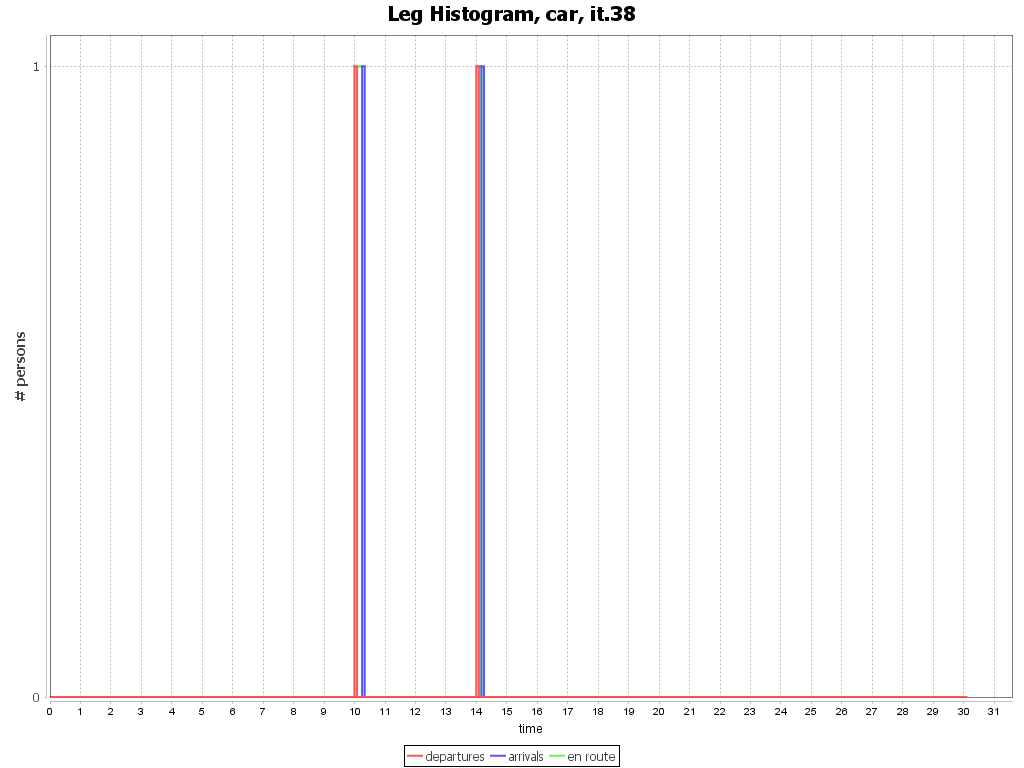 Leg Histogram, car, it.38
1
# persons
0
0 1 2 3 4 5 6 7 8 9 10 11 12 13 14 15 16 17 18 19 20 21 22 23 24 25 26 27 28 29 30 31
time
departures arrivals en route